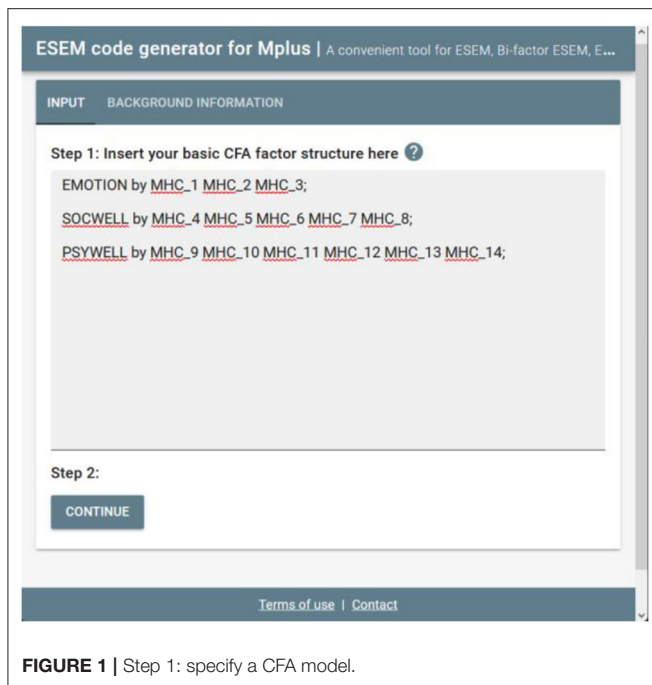 ESEM code generator for Mplus | A convenient tool for ESEM, Bi-factor ESEM, E...
INPUT BACKGROUND INFORMATION
Step 1: Insert your basic CFA factor structure here ?
EMOTION by MHC_1 MHC_2 MHC_3;
SOCWELL by MHC_4 MHC_5 MHC_6 MHC_7 MHC_8;
PSYWELL by MHC_9 MHC_10 MHC_11 MHC_12 MHC_13 MHC_14;
Step 2:
CONTINUE
Terms of use | Contact
FIGURE 1 | Step 1: specify a CFA model.